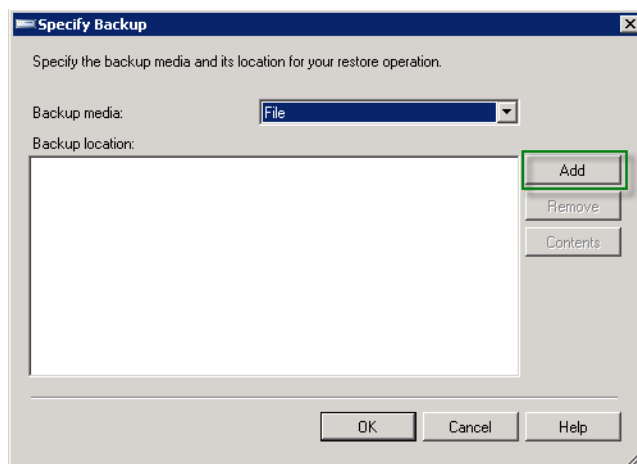 Specify Backup
Specify the backup media and its location for your restore operation.
Backup media:
File
Backup location:
Add
Remove
Contents
OK
Cancel
Help